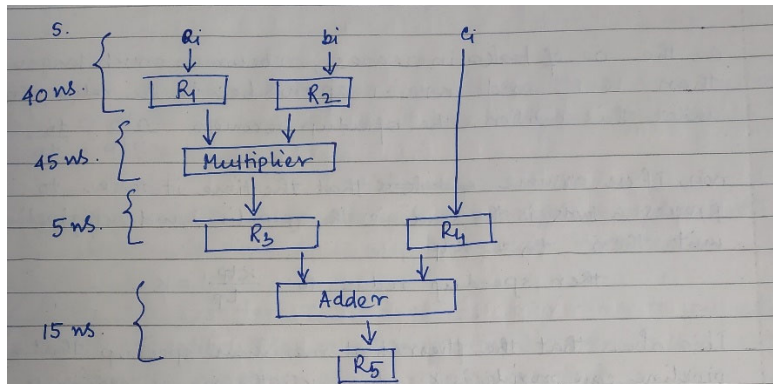 5. ai bi ci
40 ns. R1 R2
45 ns. Multiplier
5 ns. R3 R4
Adder
15 ns
R5